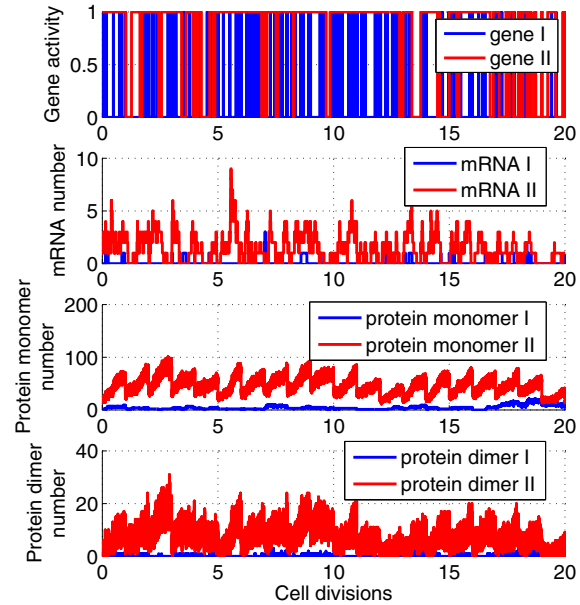 Gene activity
1
0.5
0
gene I
gene II
0 5 10 15 20
mRNA number
10
5
0
mRNA I
mRNA II
0 5 10 15 20
Protein monomer
number
200
100
0
protein monomer I
protein monomer II
0 5 10 15 20
Protein dimer
number
40
20
0
protein dimer I
protein dimer II
0 5 10 15 20
Cell divisions